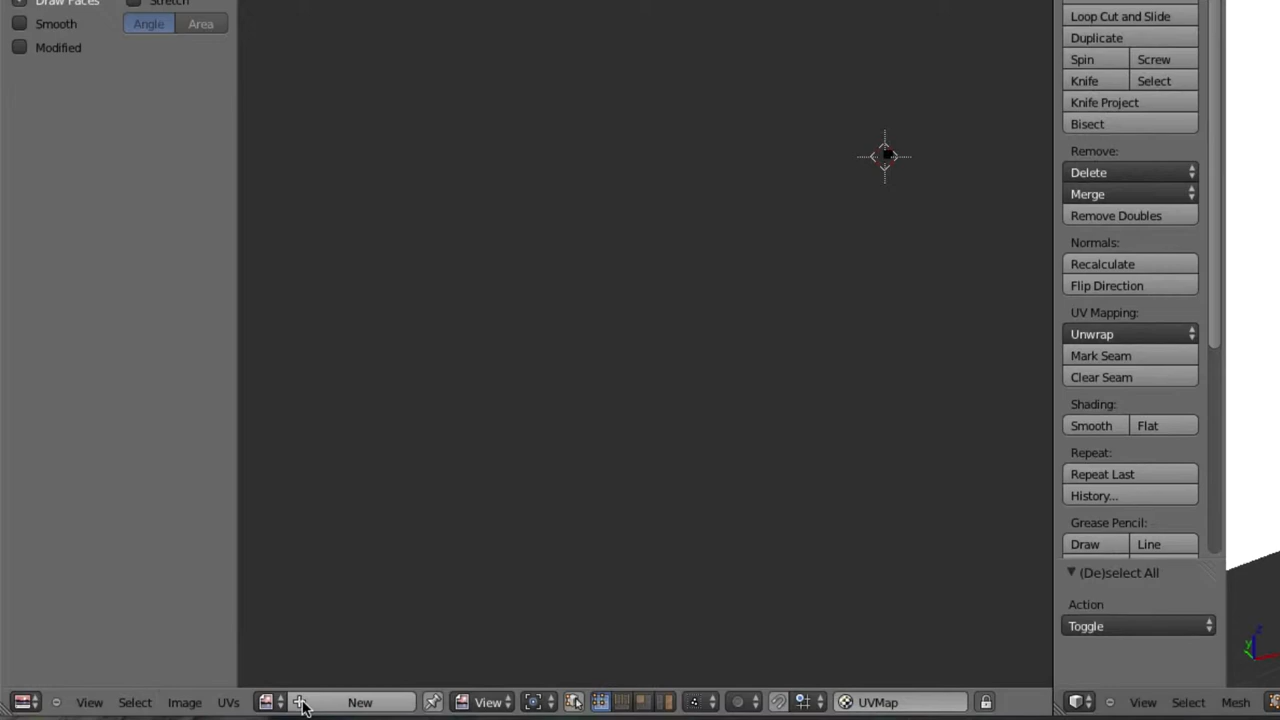 Draw Faces
Stretch
Smooth
Angle
Area
Modified
Loop Cut and Slide
Duplicate
Spin
Screw
Knife
Select
Knife Project
Bisect
Remove:
Delete
Merge
Remove Doubles
Normals:
Recalculate
Flip Direction
UV Mapping:
Unwrap
Mark Seam
Clear Seam
Shading:
Smooth
Flat
Repeat:
Repeat Last
History...
Grease Pencil:
Draw
Line
(De)select All
Action
Toggle
View
Select
Image
UVs
New
View
UVMap
View
Select
Mesh